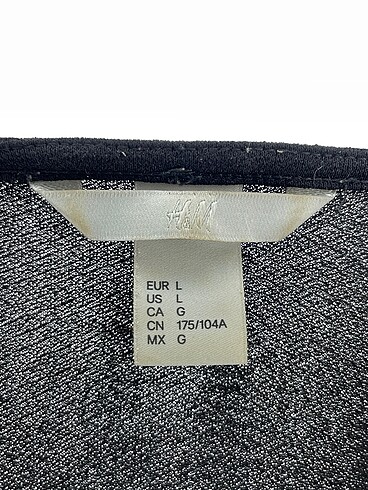 H&M
EUR L
US L
CA G
CN 175/104A
MX G